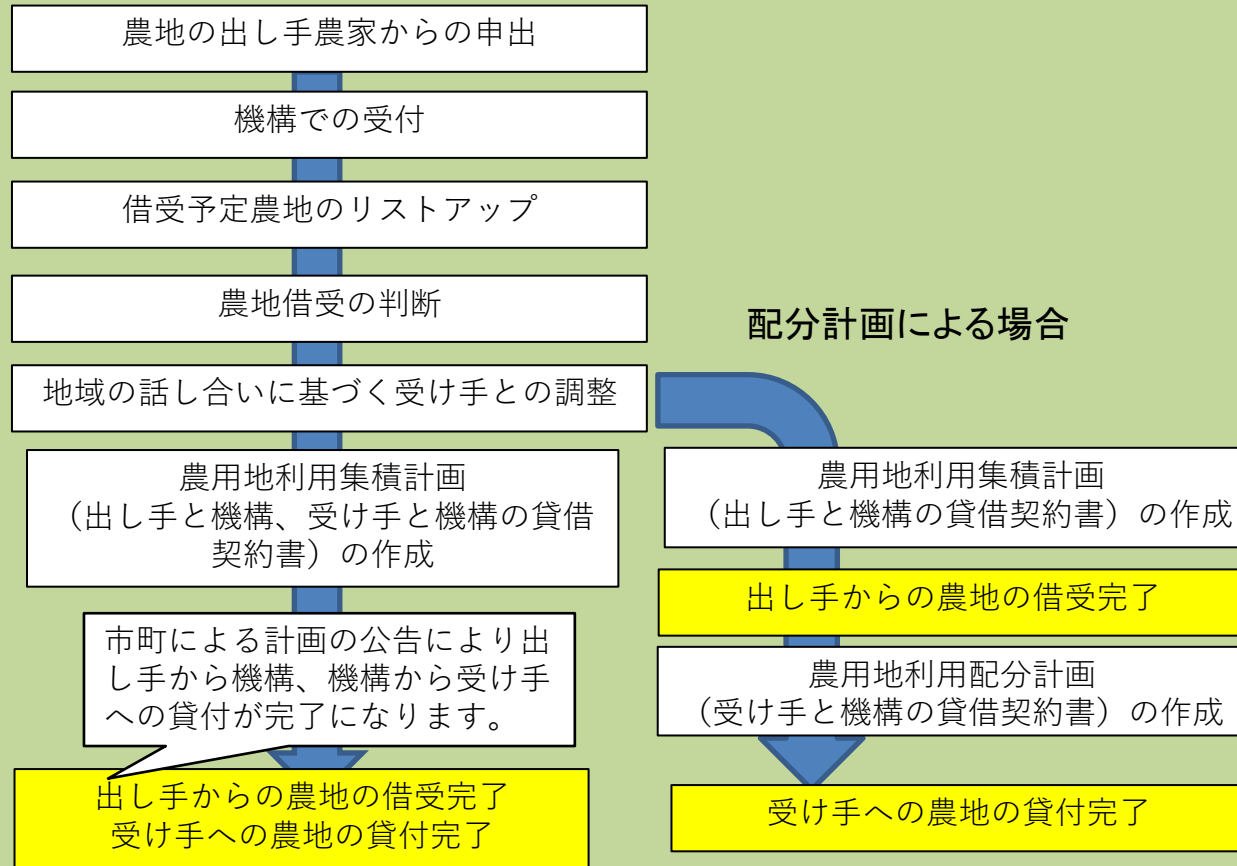 農地の出し手農家からの申出
機構での受付
借受予定農地のリストアップ
農地借受の判断
地域の話し合いに基づく受け手との調整
農用地利用集積計画
（出し手と機構、受け手と機構の貸借
契約書）の作成
市町による計画の公告により出
し手から機構、機構から受け手
への貸付が完了になります。
出し手からの農地の借受完了
受け手への農地の貸付完了
配分計画による場合
農用地利用集積計画
（出し手と機構の貸借契約書）の作成
出し手からの農地の借受完了
農用地利用配分計画
（受け手と機構の貸借契約書）の作成
受け手への農地の貸付完了